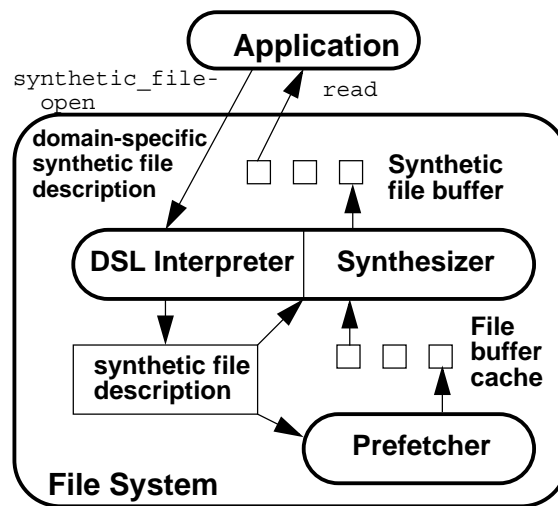 Application
synthetic_file-
open
read
domain-specific
synthetic file
description
Synthetic
file buffer
DSL Interpreter
Synthesizer
synthetic file
description
File
buffer
cache
Prefetcher
File System